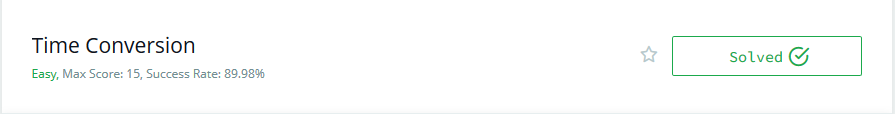 Time Conversion
Solved
Easy, Max Score: 15, Success Rate: 89.98%